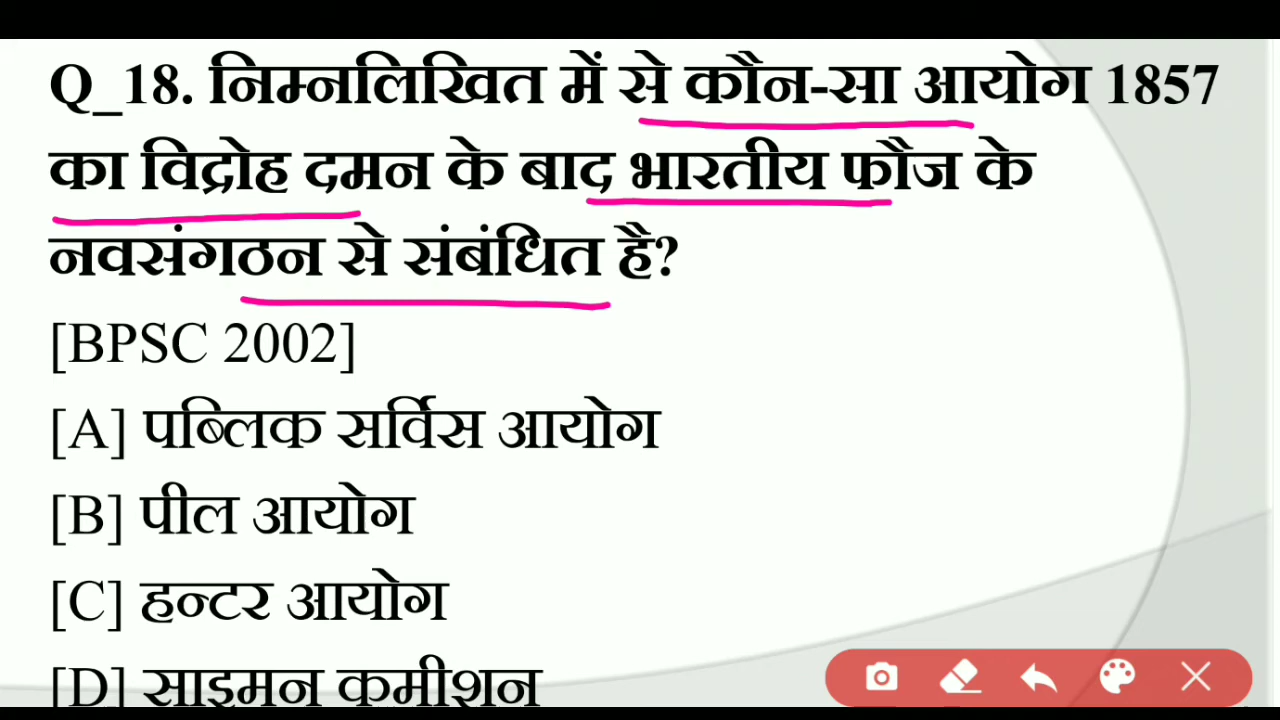 Q_18. निम्नलिखित में से कौन-सा आयोग 1857
का विद्रोह दमन के बाद भारतीय फौज के
नवसंगठन से संबंधित है?
[BPSC 2002]
[A] पब्लिक सर्विस आयोग
[B] पील आयोग
[C] हन्टर आयोग
[D] साइमन कमीशन